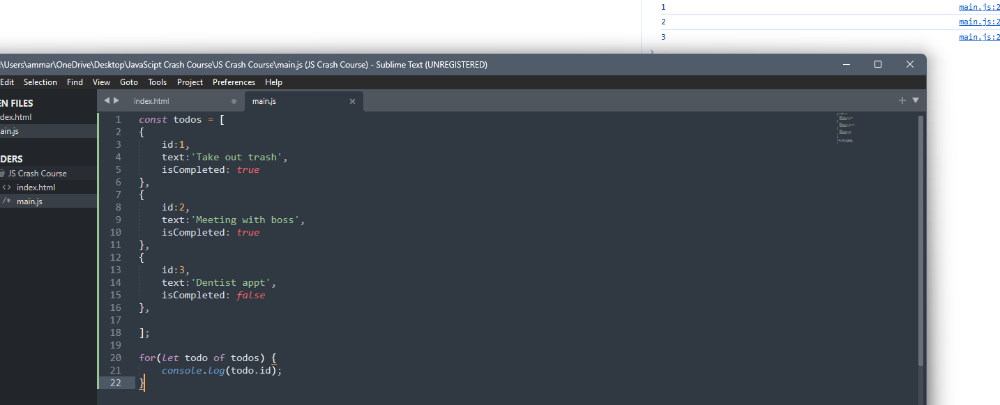 1 main.js:2
2 main.js:2
3 main.js:2
:\Users\ammar\OneDrive\Desktop\JavaScipt Crash Course\JS Crash Course\main.js (JS Crash Course) - Sublime Text (UNREGISTERED)
Edit Selection Find View Goto Tools Project Preferences Help
EN FILES
dex.html
ain.js
DERS
JS Crash Course
<> index.html
/* main.js
index.html main.js
1 const todos = [
2 {
3 id:1,
4 text:'Take out trash',
5 isCompleted: true
6 },
7 {
8 id:2,
9 text:'Meeting with boss',
10 isCompleted: true
11 },
12 {
13 id:3,
14 text:'Dentist appt',
15 isCompleted: false
16 },
17
18 ];
19
20 for(let todo of todos) {
21 console.log(todo.id);
22 }